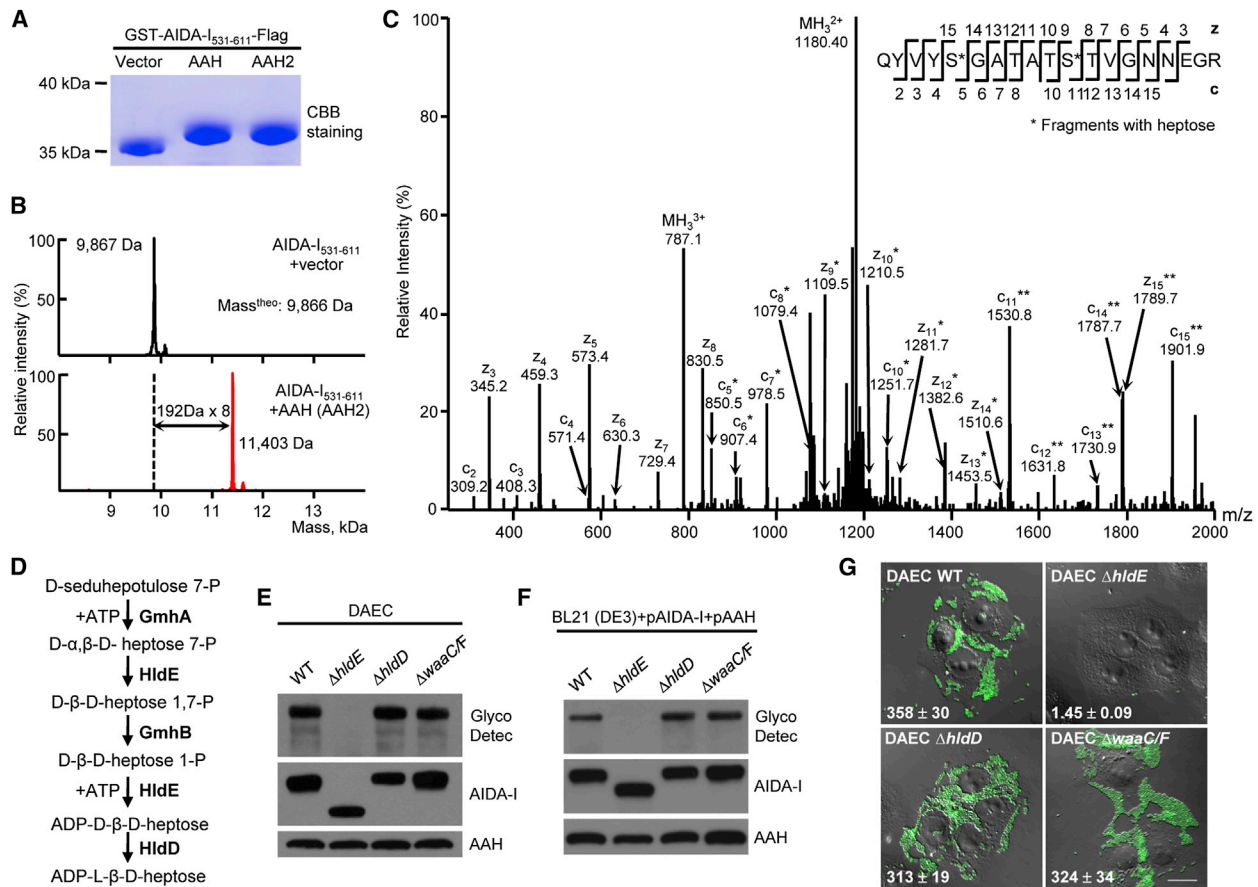 A
GST-AIDA-I531-611-Flag
Vector AAH AAH2
40 kDa
35 kDa
CBB
staining
B
100
50
9,867 Da
AIDA-I531-611
+vector
Masstheo: 9,866 Da
Relative intensity (%)
100
50
AIDA-I531-611
+AAH (AAH2)
192Da x 8
11,403 Da
9 10 11 12 13
Mass, kDa
C
Relative Intensity (%)
100
80
60
40
20
0
400 600 800 1000 1200 1400 1600 1800 2000
m/z
MH3 2+
1180.40
15 14 13 12 11 10 9 8 7 6 5 4 3 z
QYVYS*GATATS*TVGNNEGR
2 3 4 5 6 7 8 10 11 12 13 14 15 c
* Fragments with heptose
MH3 3+
787.1
c2
309.2
z3
345.2
c3
408.3
z4
459.3
c4
571.4
z5
573.4
z6
630.3
z7
729.4
z8
830.5
c5*
850.5
c6*
907.4
c7*
978.5
c8*
1079.4
z9*
1109.5
z10*
1210.5
c10*
1251.7
z11*
1281.7
z12*
1382.6
z13*
1453.5
z14*
1510.6
c11**
1530.8
c12**
1631.8
c13**
1730.9
c14**
1787.7
z15**
1789.7
c15**
1901.9
D
D-seduhepotulose 7-P
+ATP GmhA
D-α,β-D- heptose 7-P
HldE
D-β-D-heptose 1,7-P
GmhB
D-β-D-heptose 1-P
+ATP HldE
ADP-D-β-D-heptose
HldD
ADP-L-β-D-heptose
E
DAEC
WT ΔhldE ΔhldD ΔwaaC/F
Glyco
Detec
AIDA-I
AAH
F
BL21 (DE3)+pAIDA-I+pAAH
WT ΔhldE ΔhldD ΔwaaC/F
Glyco
Detec
AIDA-I
AAH
G
DAEC WT
358 ± 30
DAEC ΔhldE
1.45 ± 0.09
DAEC ΔhldD
313 ± 19
DAEC ΔwaaC/F
324 ± 34